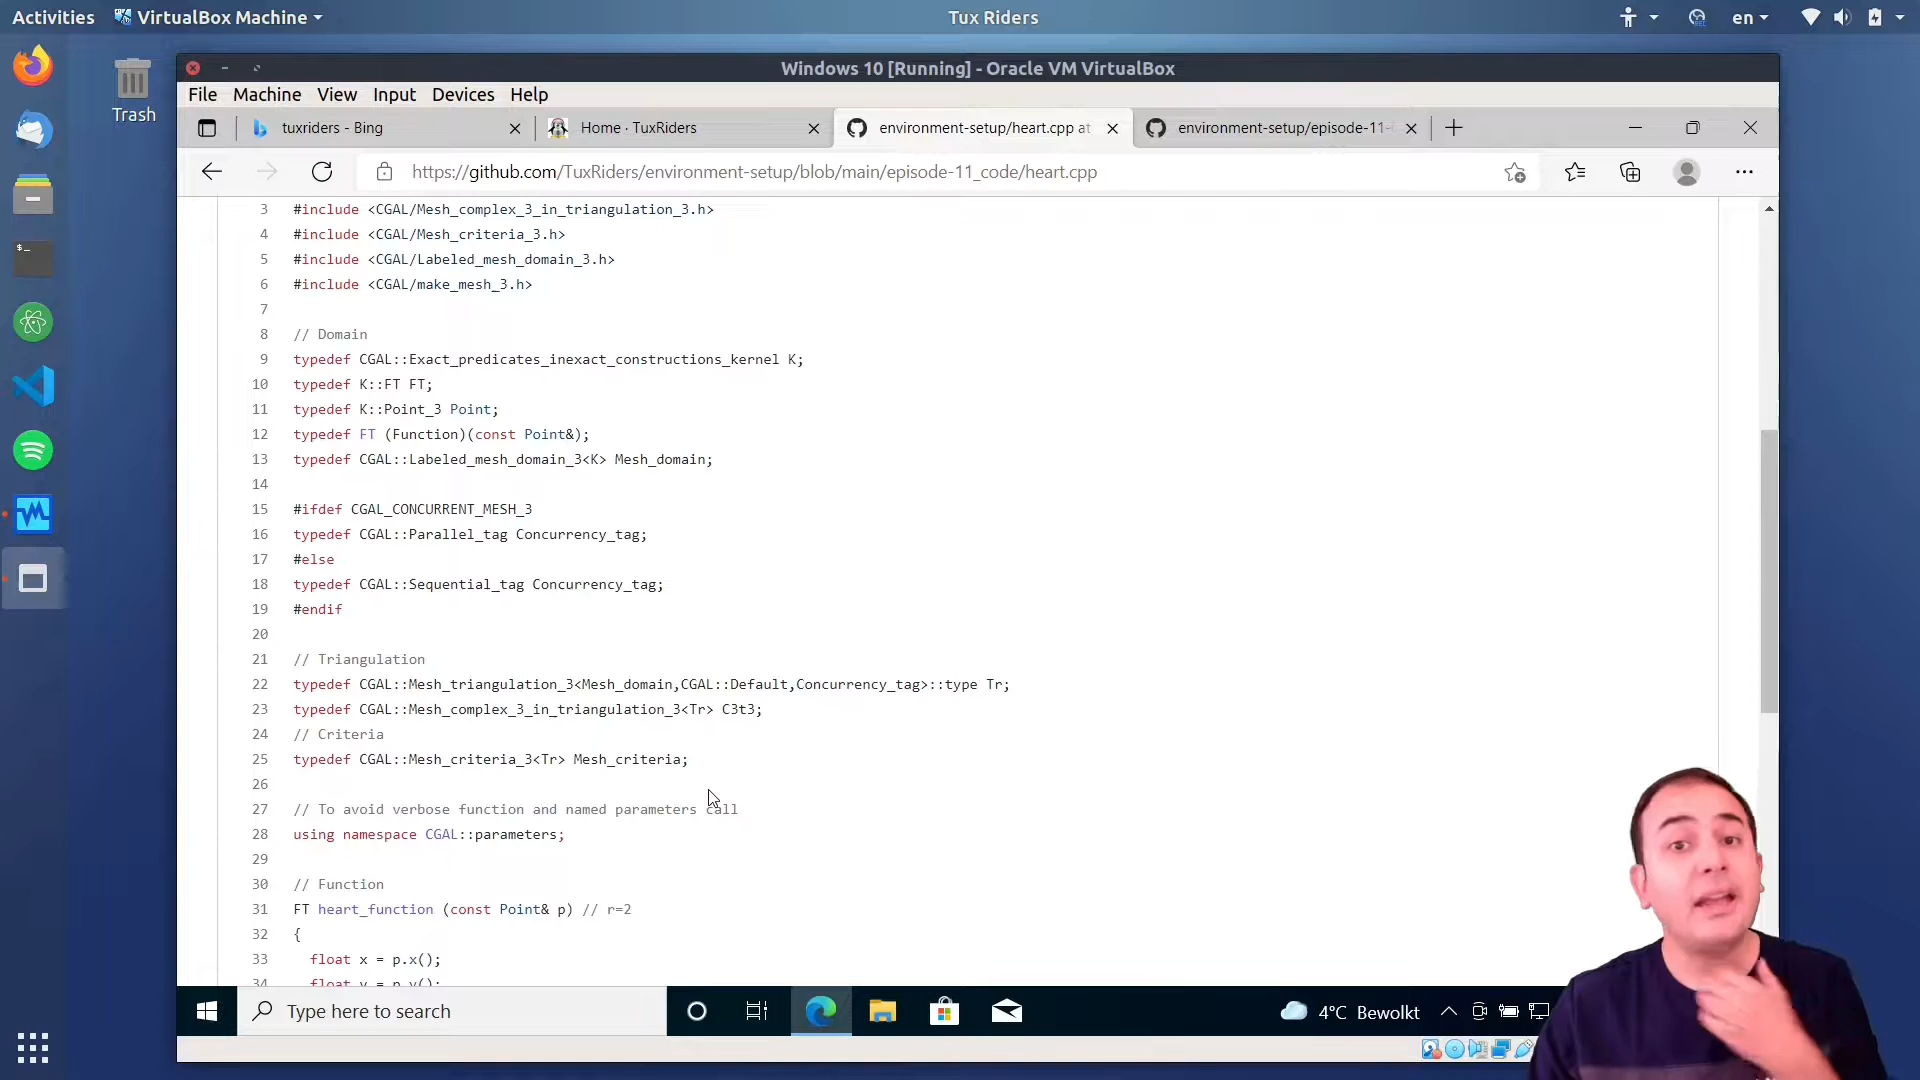 Activities
VirtualBox Machine
Tux Riders
en
Trash
Windows 10 [Running] - Oracle VM VirtualBox
File Machine View Input Devices Help
tuxriders - Bing
Home · TuxRiders
environment-setup/heart.cpp at
environment-setup/episode-11-
https://github.com/TuxRiders/environment-setup/blob/main/episode-11_code/heart.cpp
3 #include <CGAL/Mesh_complex_3_in_triangulation_3.h>
4 #include <CGAL/Mesh_criteria_3.h>
5 #include <CGAL/Labeled_mesh_domain_3.h>
6 #include <CGAL/make_mesh_3.h>
7
8 // Domain
9 typedef CGAL::Exact_predicates_inexact_constructions_kernel K;
10 typedef K::FT FT;
11 typedef K::Point_3 Point;
12 typedef FT (Function)(const Point&);
13 typedef CGAL::Labeled_mesh_domain_3<K> Mesh_domain;
14
15 #ifdef CGAL_CONCURRENT_MESH_3
16 typedef CGAL::Parallel_tag Concurrency_tag;
17 #else
18 typedef CGAL::Sequential_tag Concurrency_tag;
19 #endif
20
21 // Triangulation
22 typedef CGAL::Mesh_triangulation_3<Mesh_domain,CGAL::Default,Concurrency_tag>::type Tr;
23 typedef CGAL::Mesh_complex_3_in_triangulation_3<Tr> C3t3;
24 // Criteria
25 typedef CGAL::Mesh_criteria_3<Tr> Mesh_criteria;
26
27 // To avoid verbose function and named parameters call
28 using namespace CGAL::parameters;
29
30 // Function
31 FT heart_function (const Point& p) // r=2
32 {
33 float x = p.x();
34 float y = p.y();
Type here to search
4°C Bewolkt